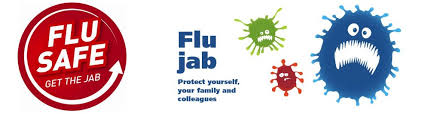 FLU
SAFE
GET THE JAB
Flu
jab
Protect yourself,
your family and
colleagues